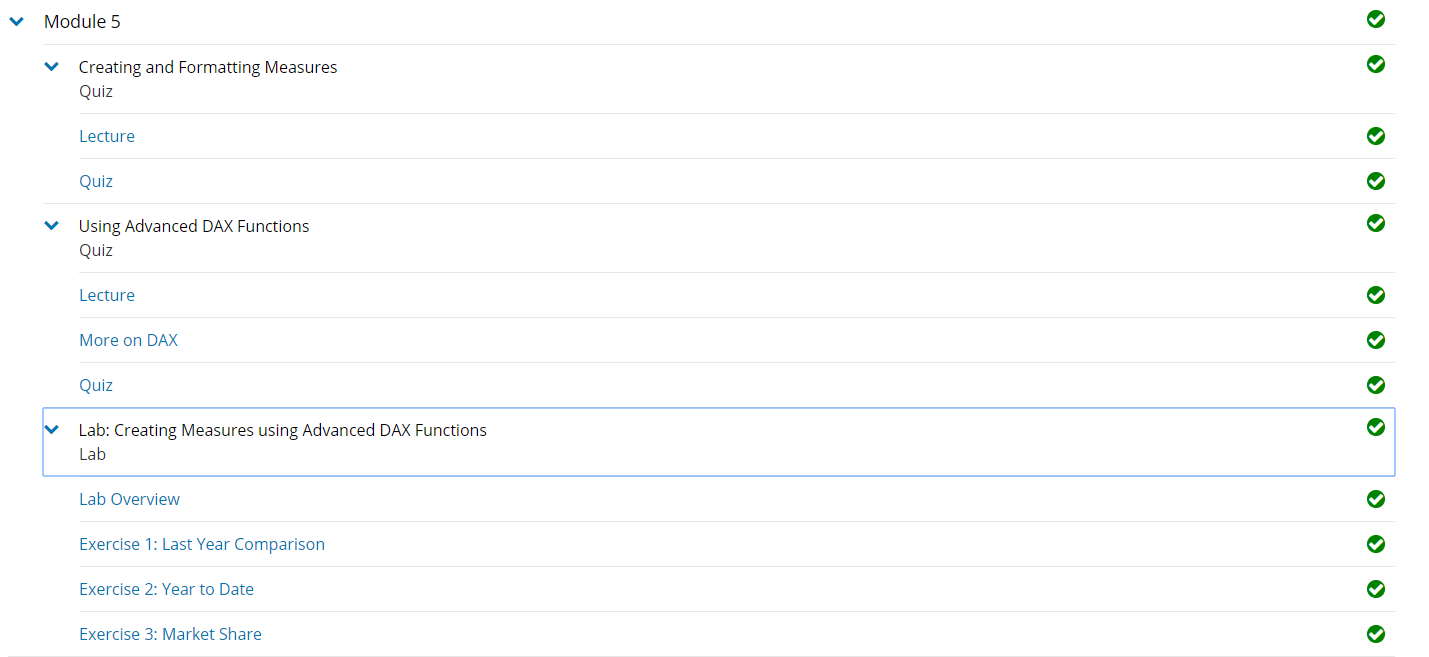 Module 5
Creating and Formatting Measures
Quiz
Lecture
Quiz
Using Advanced DAX Functions
Quiz
Lecture
More on DAX
Quiz
Lab: Creating Measures using Advanced DAX Functions
Lab
Lab Overview
Exercise 1: Last Year Comparison
Exercise 2: Year to Date
Exercise 3: Market Share